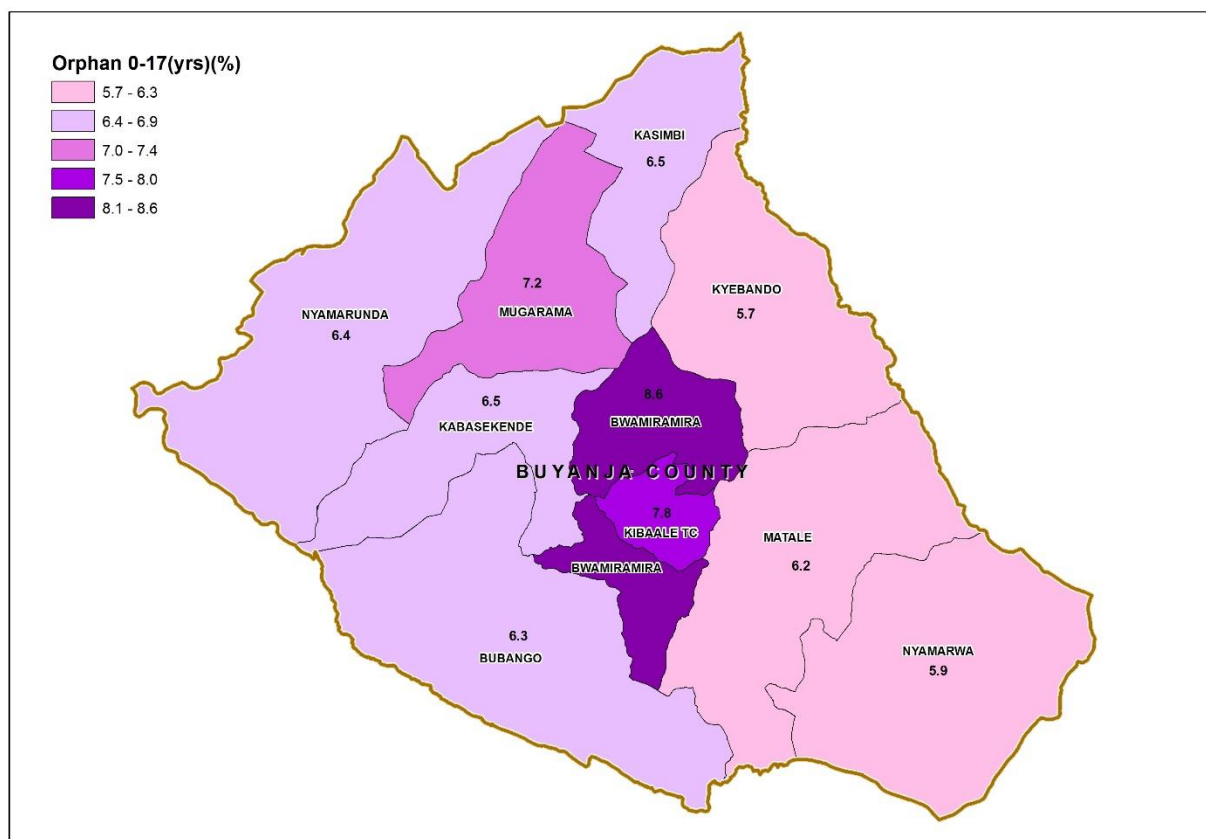 Orphan 0-17(yrs)(%)
5.7 - 6.3
6.4 - 6.9
7.0 - 7.4
7.5 - 8.0
8.1 - 8.6
KASIMBI
6.5
7.2
MUGARAMA
KYEBANDO
5.7
NYAMARUNDA
6.4
6.5
KABASEKENDE
8.6
BWAMIRAMIRA
BUYANJA COUNTY
7.8
KIBAALE TC
MATALE
6.2
BWAMIRAMIRA
6.3
BUBANGO
NYAMARWA
5.9